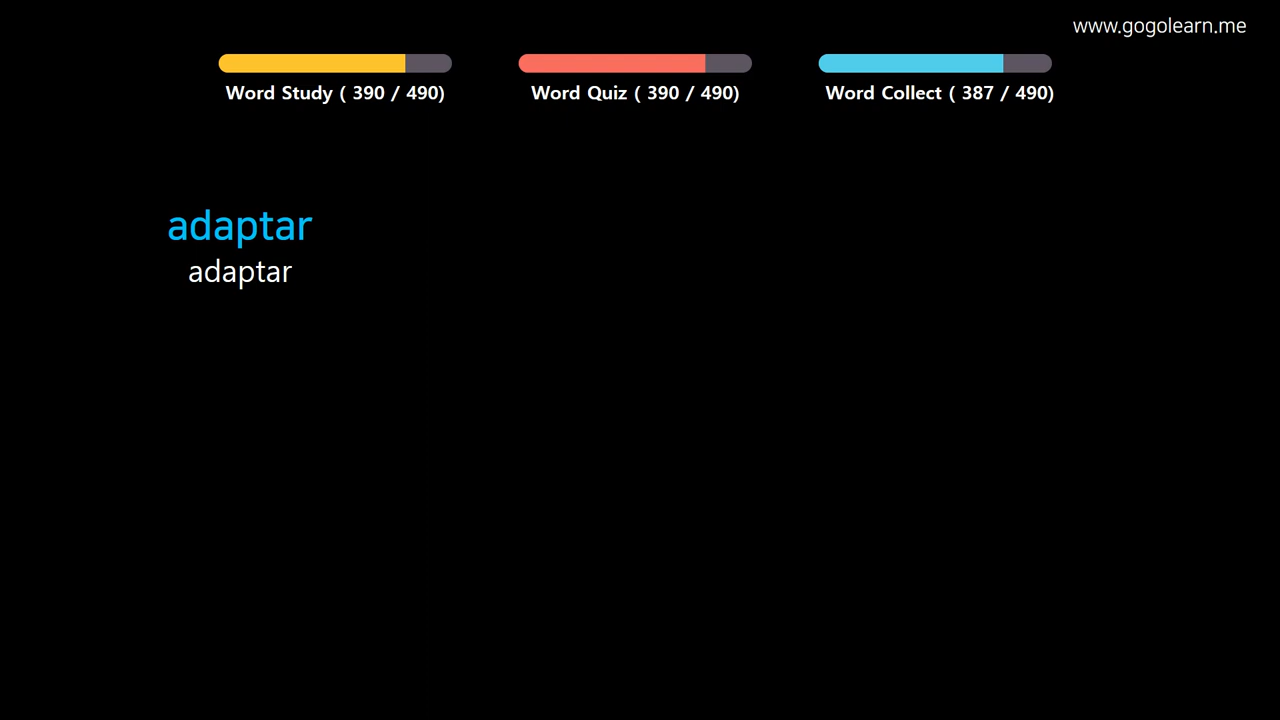 www.gogolearn.me
Word Study ( 390 / 490)
Word Quiz ( 390 / 490)
Word Collect ( 387 / 490)
adaptar
adaptar